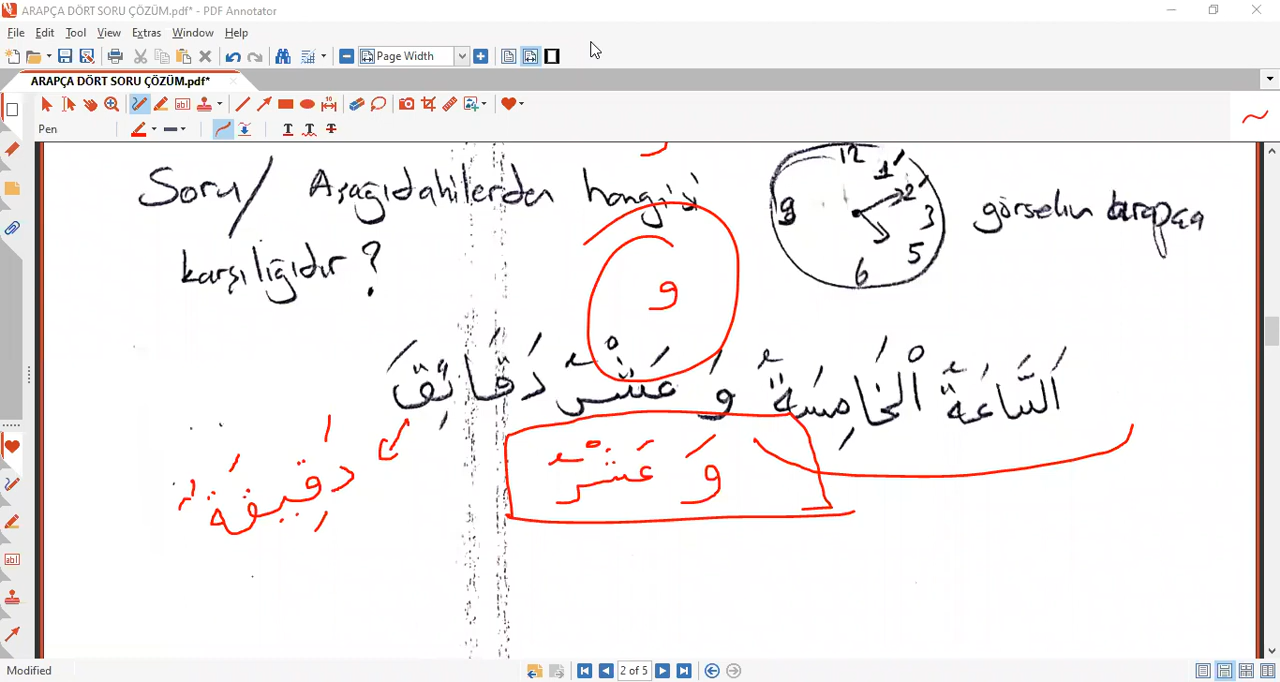 ARAPÇA DÖRT SORU ÇÖZÜM.pdf* - PDF Annotator
File Edit Tool View Extras Window Help
Page Width
ARAPÇA DÖRT SORU ÇÖZÜM.pdf*
Pen
Soru/ Aşağıdakilerden hangisi
12
1
2
3
5
6
9
görselin arapça
karşılığıdır?
و
اَلسَّاعَةُ الْخَامِسَةُ وَ عَشْرُ دَقَائِقَ
وَ عَشْرُ
دَقِيقَةٌ
Modified
2 of 5